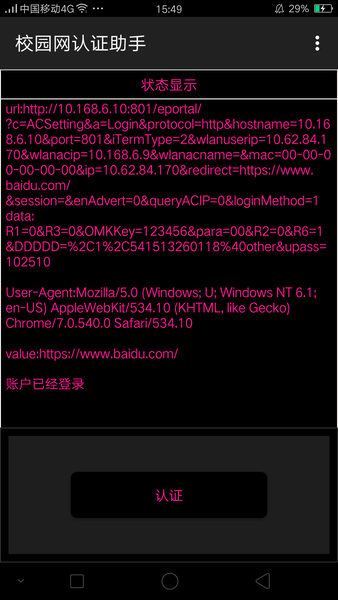 中国移动4G ··· 15:49 29%
校园网认证助手
状态显示
url:http://10.168.6.10:801/eportal/
?c=ACSetting&a=Login&protocol=http&hostname=10.16
8.6.10&port=801&iTermType=2&wlanuserip=10.62.84.1
70&wlanacip=10.168.6.9&wlanacname=&mac=00-00-0
0-00-00-00&ip=10.62.84.170&redirect=https://www.
baidu.com/
&session=&enAdvert=0&queryACIP=0&loginMethod=1
data:
R1=0&R3=0&OMKKey=123456&para=00&R2=0&R6=1
&DDDDD=%2C1%2C541513260118%40other&upass=
102510
User-Agent:Mozilla/5.0 (Windows; U; Windows NT 6.1;
en-US) AppleWebKit/534.10 (KHTML, like Gecko)
Chrome/7.0.540.0 Safari/534.10
value:https://www.baidu.com/
账户已经登录
认证